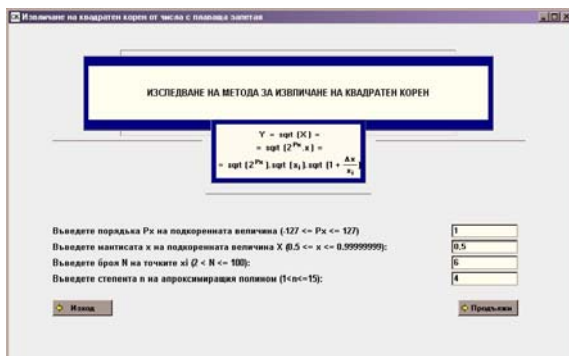 Извличане на квадратен корен от числа с плаваща запетая
ИЗСЛЕДВАНЕ НА МЕТОДА ЗА ИЗВЛИЧАНЕ НА КВАДРАТЕН КОРЕН
Y = sqrt (X) =
= sqrt (2^Px.x) =
= sqrt (2^Px).sqrt (xi).sqrt (1 + Δx/xi)
Въведете порядъка Px на подкоренната величина (-127 <= Px <= 127) 1
Въведете мантисата x на подкоренната величина X (0.5 <= x <= 0.99999999): 0,5
Въведете броя N на точките xi (2 < N <= 100): 6
Въведете степента n на апроксимиращия полином (1<n<=15): 4
Изход Продължи